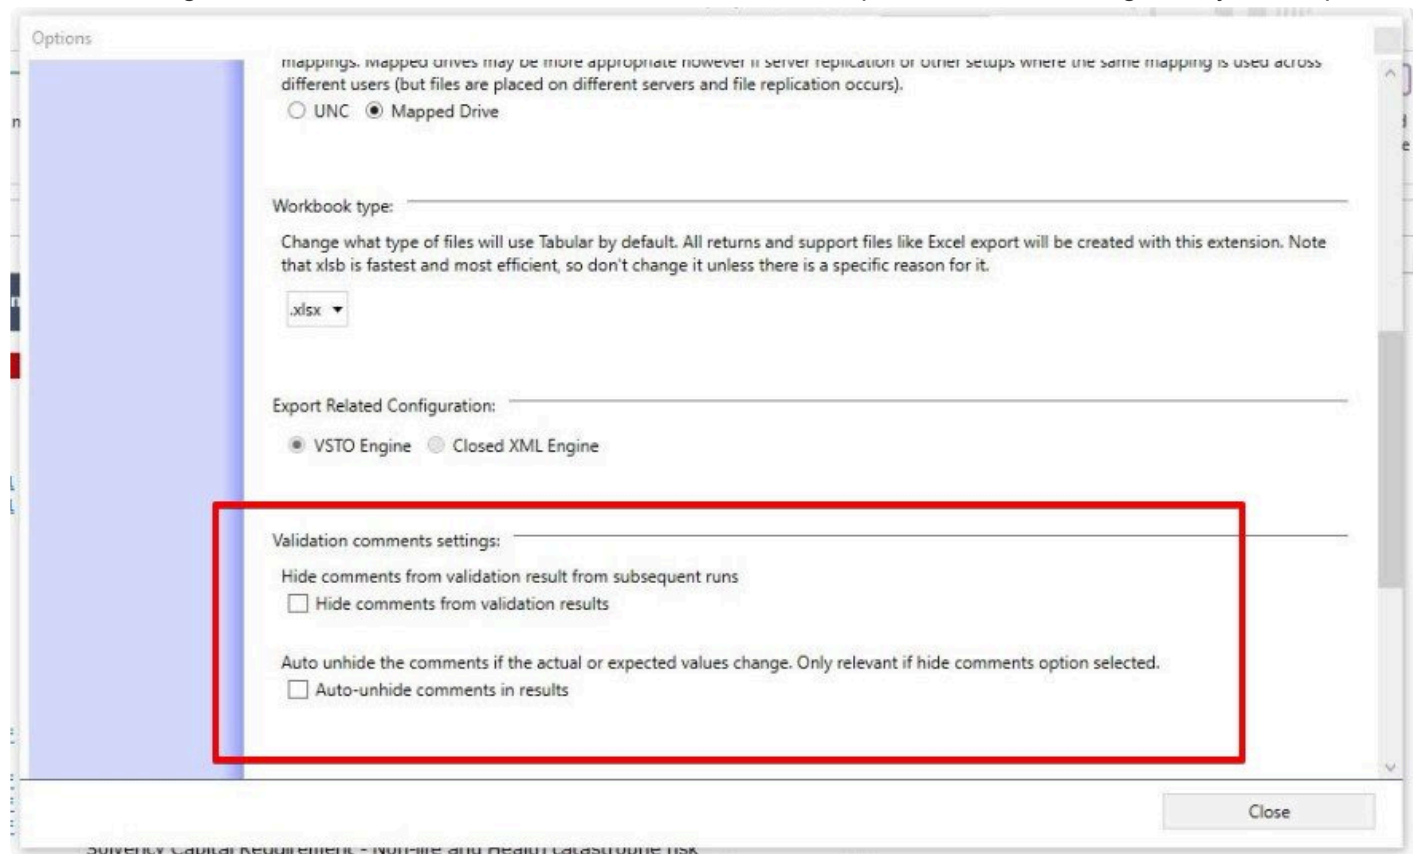 Options
mappings. Mapped drives may be more appropriate however if server replication or other setups where the same mapping is used across
different users (but files are placed on different servers and file replication occurs).
UNC Mapped Drive
Workbook type:
Change what type of files will use Tabular by default. All returns and support files like Excel export will be created with this extension. Note
that xlsb is fastest and most efficient, so don't change it unless there is a specific reason for it.
.xlsx
Export Related Configuration:
VSTO Engine Closed XML Engine
Validation comments settings:
Hide comments from validation result from subsequent runs
Hide comments from validation results
Auto unhide the comments if the actual or expected values change. Only relevant if hide comments option selected.
Auto-unhide comments in results
Close
Solvency Capital Requirement - Non-life and Health catastrophe risk